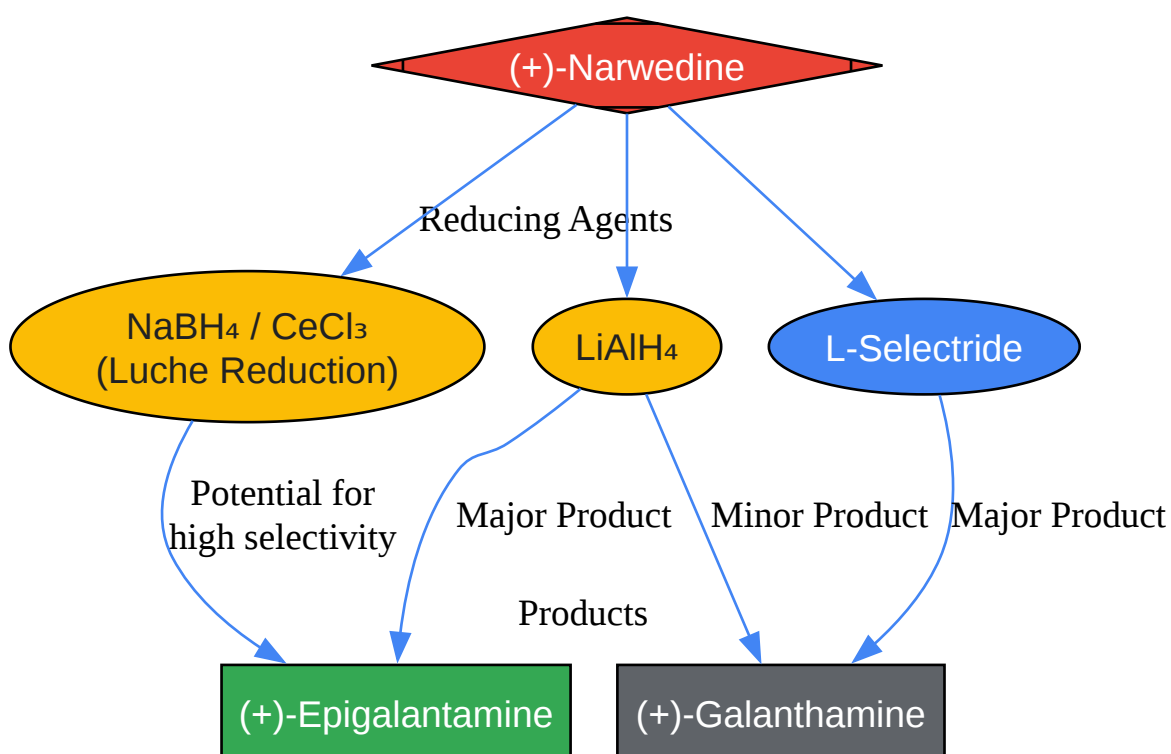 (+)-Narwedine
Reducing Agents
NaBH₄ / CeCl₃
(Luche Reduction)
LiAlH₄
L-Selectride
Potential for
high selectivity
Major Product
Minor Product
Major Product
Products
(+)-Epigalantamine
(+)-Galanthamine